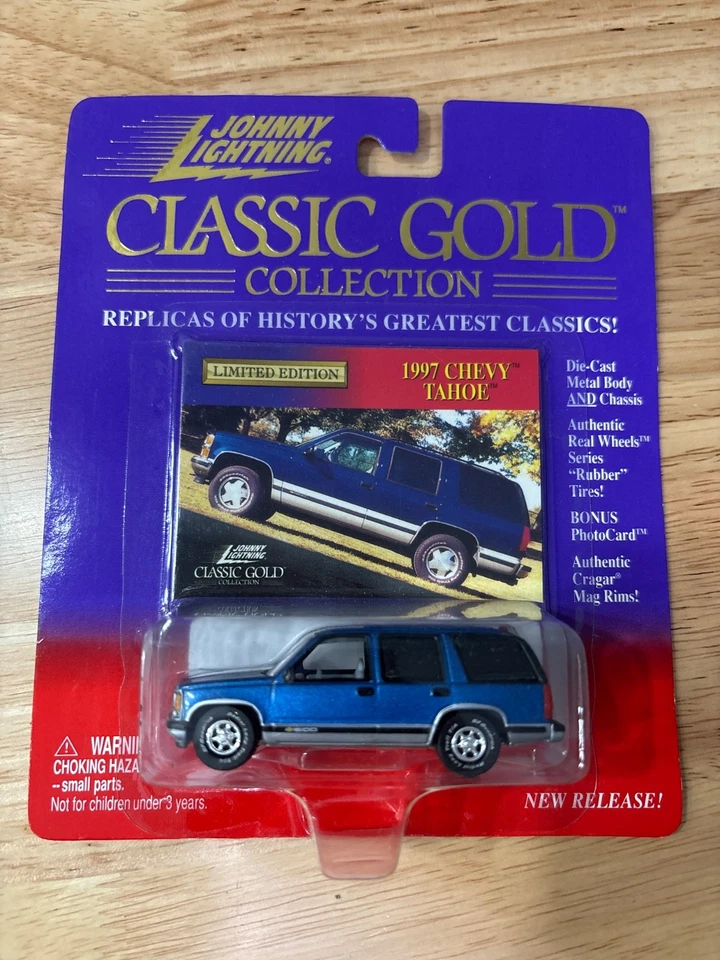 JOHNNY
LIGHTNING®
CLASSIC GOLD™
COLLECTION
REPLICAS OF HISTORY'S GREATEST CLASSICS!
LIMITED EDITION
1997 CHEVY™
TAHOE™
JOHNNY
LIGHTNING
CLASSIC GOLD™
COLLECTION
Die-Cast
Metal Body
AND Chassis
Authentic
Real Wheels™
Series
“Rubber”
Tires!
BONUS
PhotoCard™
Authentic
Cragar®
Mag Rims!
WARNIN
CHOKING HAZA
--small parts.
Not for children under 3 years.
NEW RELEASE!